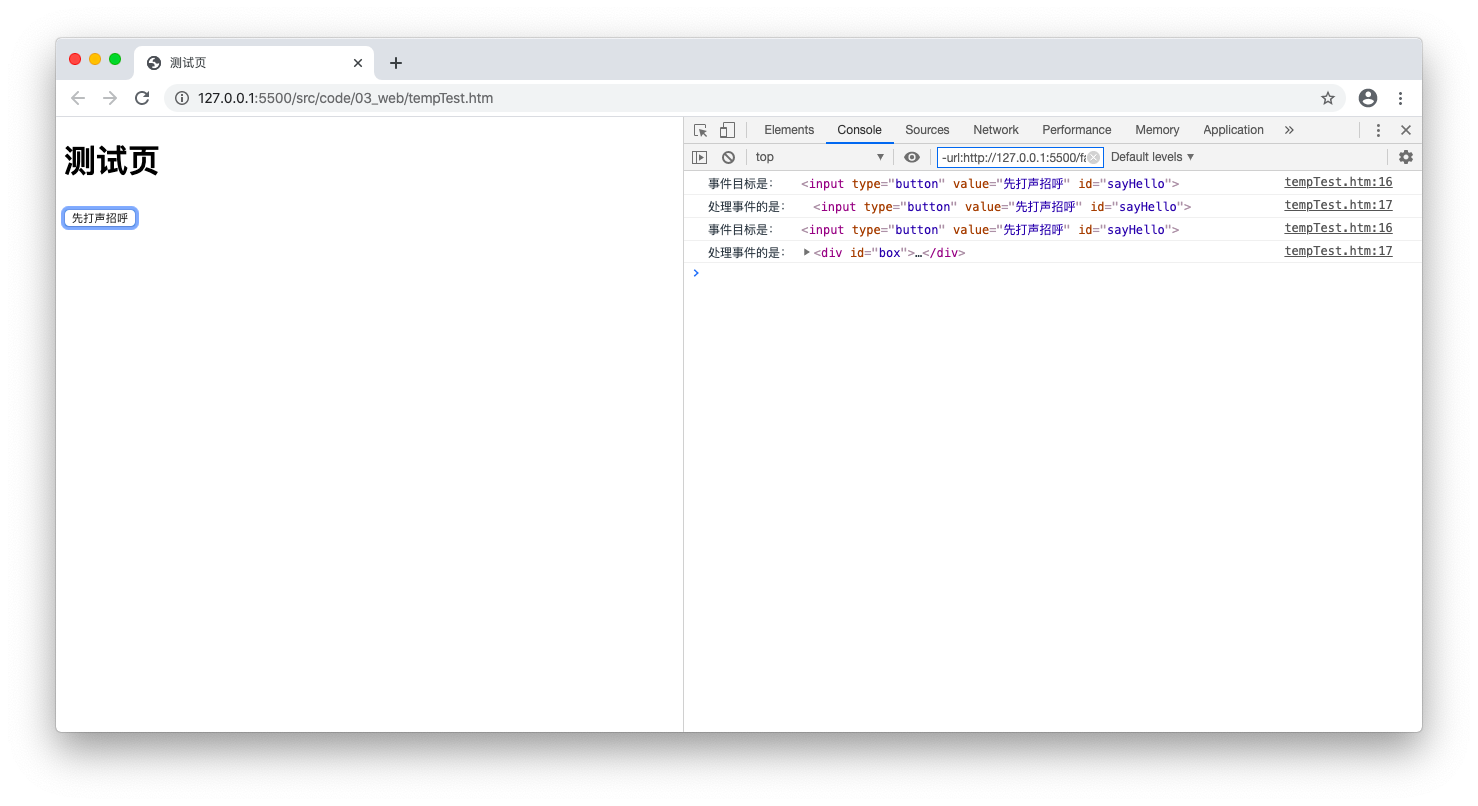 测试页
127.0.0.1:5500/src/code/03_web/tempTest.htm
测试页
先打声招呼
Elements Console Sources Network Performance Memory Application »
top -url:http://127.0.0.1:5500/fa Default levels ▼
事件目标是: <input type="button" value="先打声招呼" id="sayHello"> tempTest.htm:16
处理事件的是: <input type="button" value="先打声招呼" id="sayHello"> tempTest.htm:17
事件目标是: <input type="button" value="先打声招呼" id="sayHello"> tempTest.htm:16
处理事件的是: ▶<div id="box">…</div> tempTest.htm:17